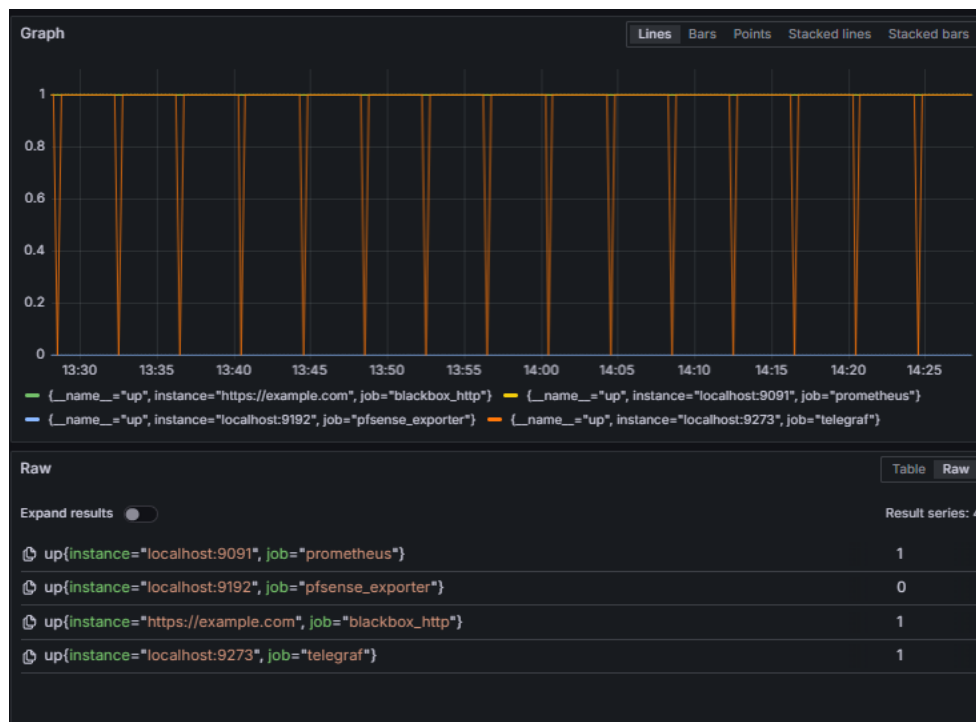 Graph
Lines Bars Points Stacked lines Stacked bars
1
0.8
0.6
0.4
0.2
0
13:30 13:35 13:40 13:45 13:50 13:55 14:00 14:05 14:10 14:15 14:20 14:25
{__name__="up", instance="https://example.com", job="blackbox_http"} {__name__="up", instance="localhost:9091", job="prometheus"}
{__name__="up", instance="localhost:9192", job="pfsense_exporter"} {__name__="up", instance="localhost:9273", job="telegraf"}
Raw
Table Raw
Expand results
Result series:
up{instance="localhost:9091", job="prometheus"} 1
up{instance="localhost:9192", job="pfsense_exporter"} 0
up{instance="https://example.com", job="blackbox_http"} 1
up{instance="localhost:9273", job="telegraf"} 1